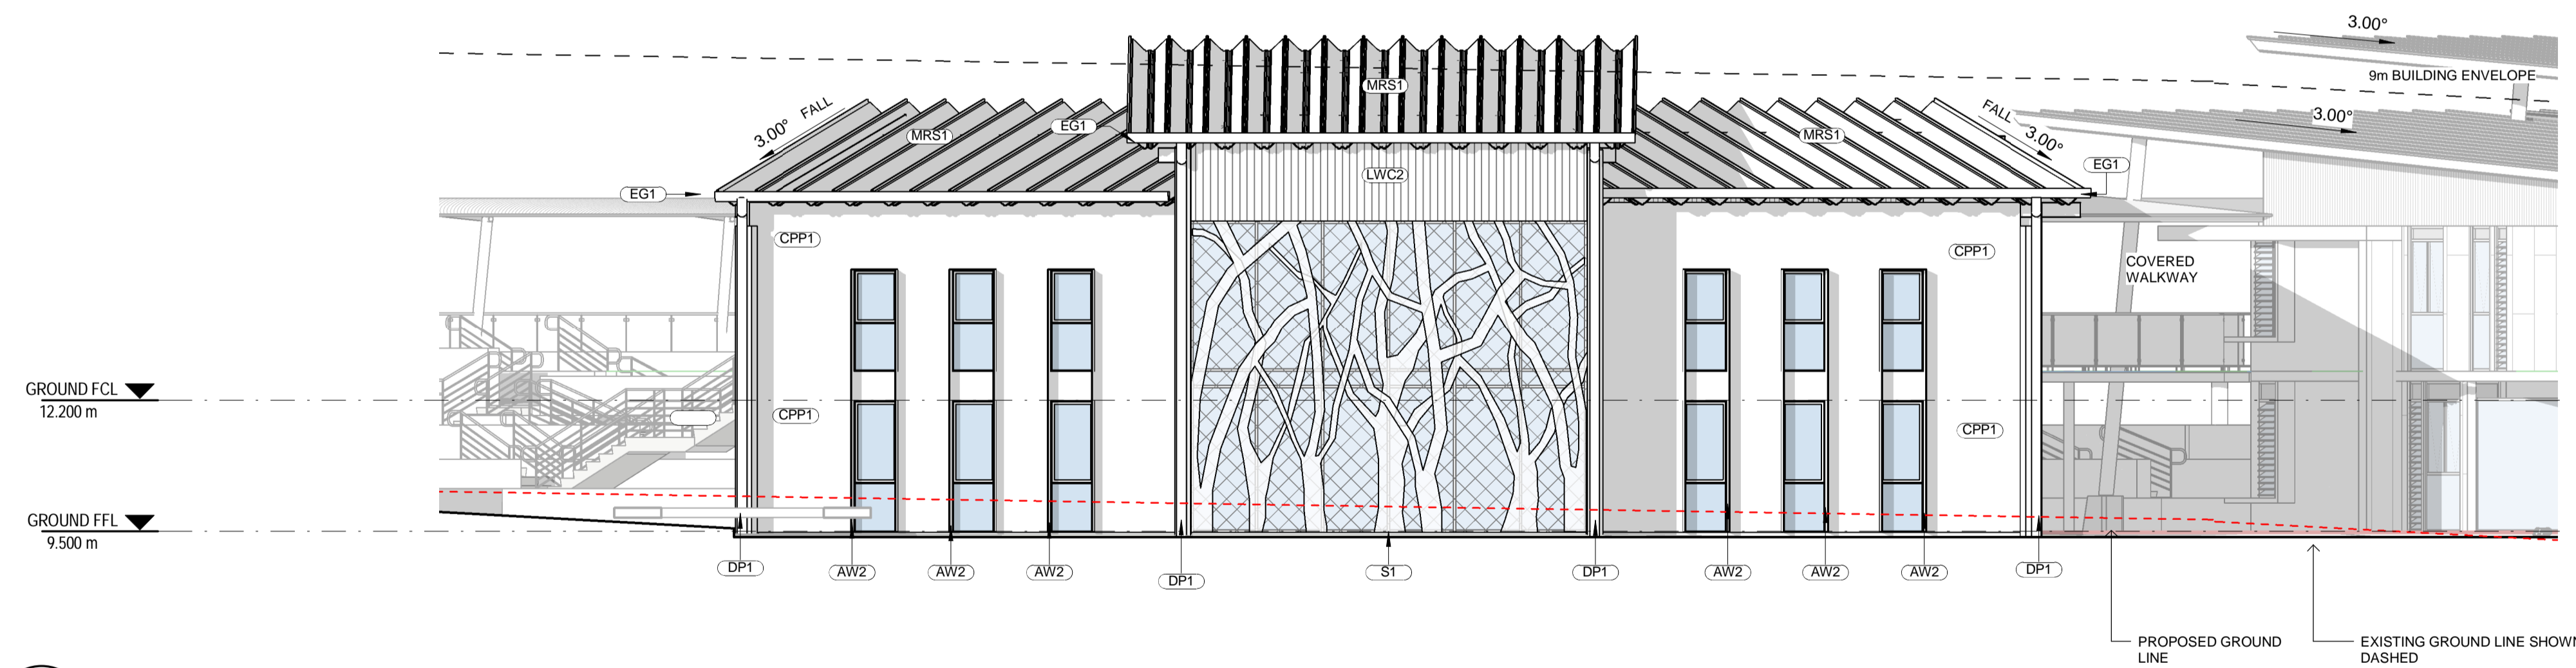 3.00°
9m BUILDING ENVELOPE
MRS1
FALL
3.00°
MRS1
EG1
MRS1
FALL
3.00°
3.00°
EG1
LWC2
EG1
CPP1
CPP1
COVERED
WALKWAY
GROUND FCL
12.200 m
CPP1
CPP1
GROUND FFL
9.500 m
DP1
AW2
AW2
AW2
DP1
S1
DP1
AW2
AW2
AW2
DP1
PROPOSED GROUND
LINE
EXISTING GROUND LINE SHOWN
DASHED